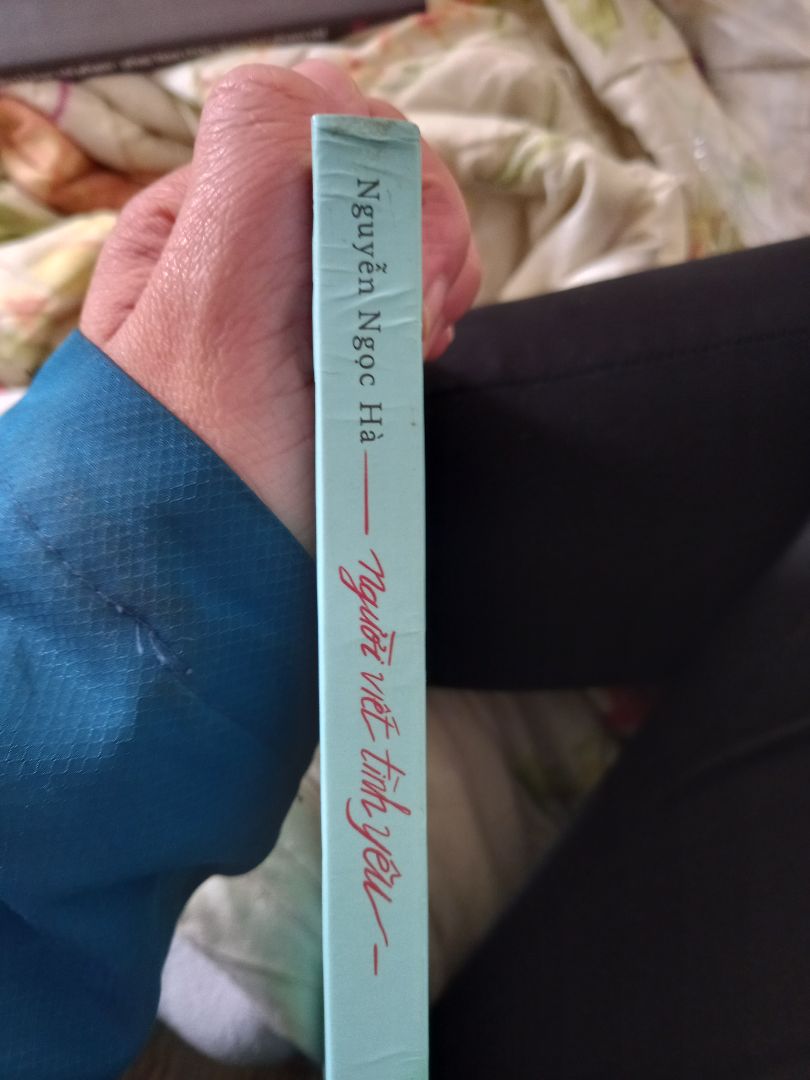 Nguyễn Ngọc Hà — người viết tình yêu —